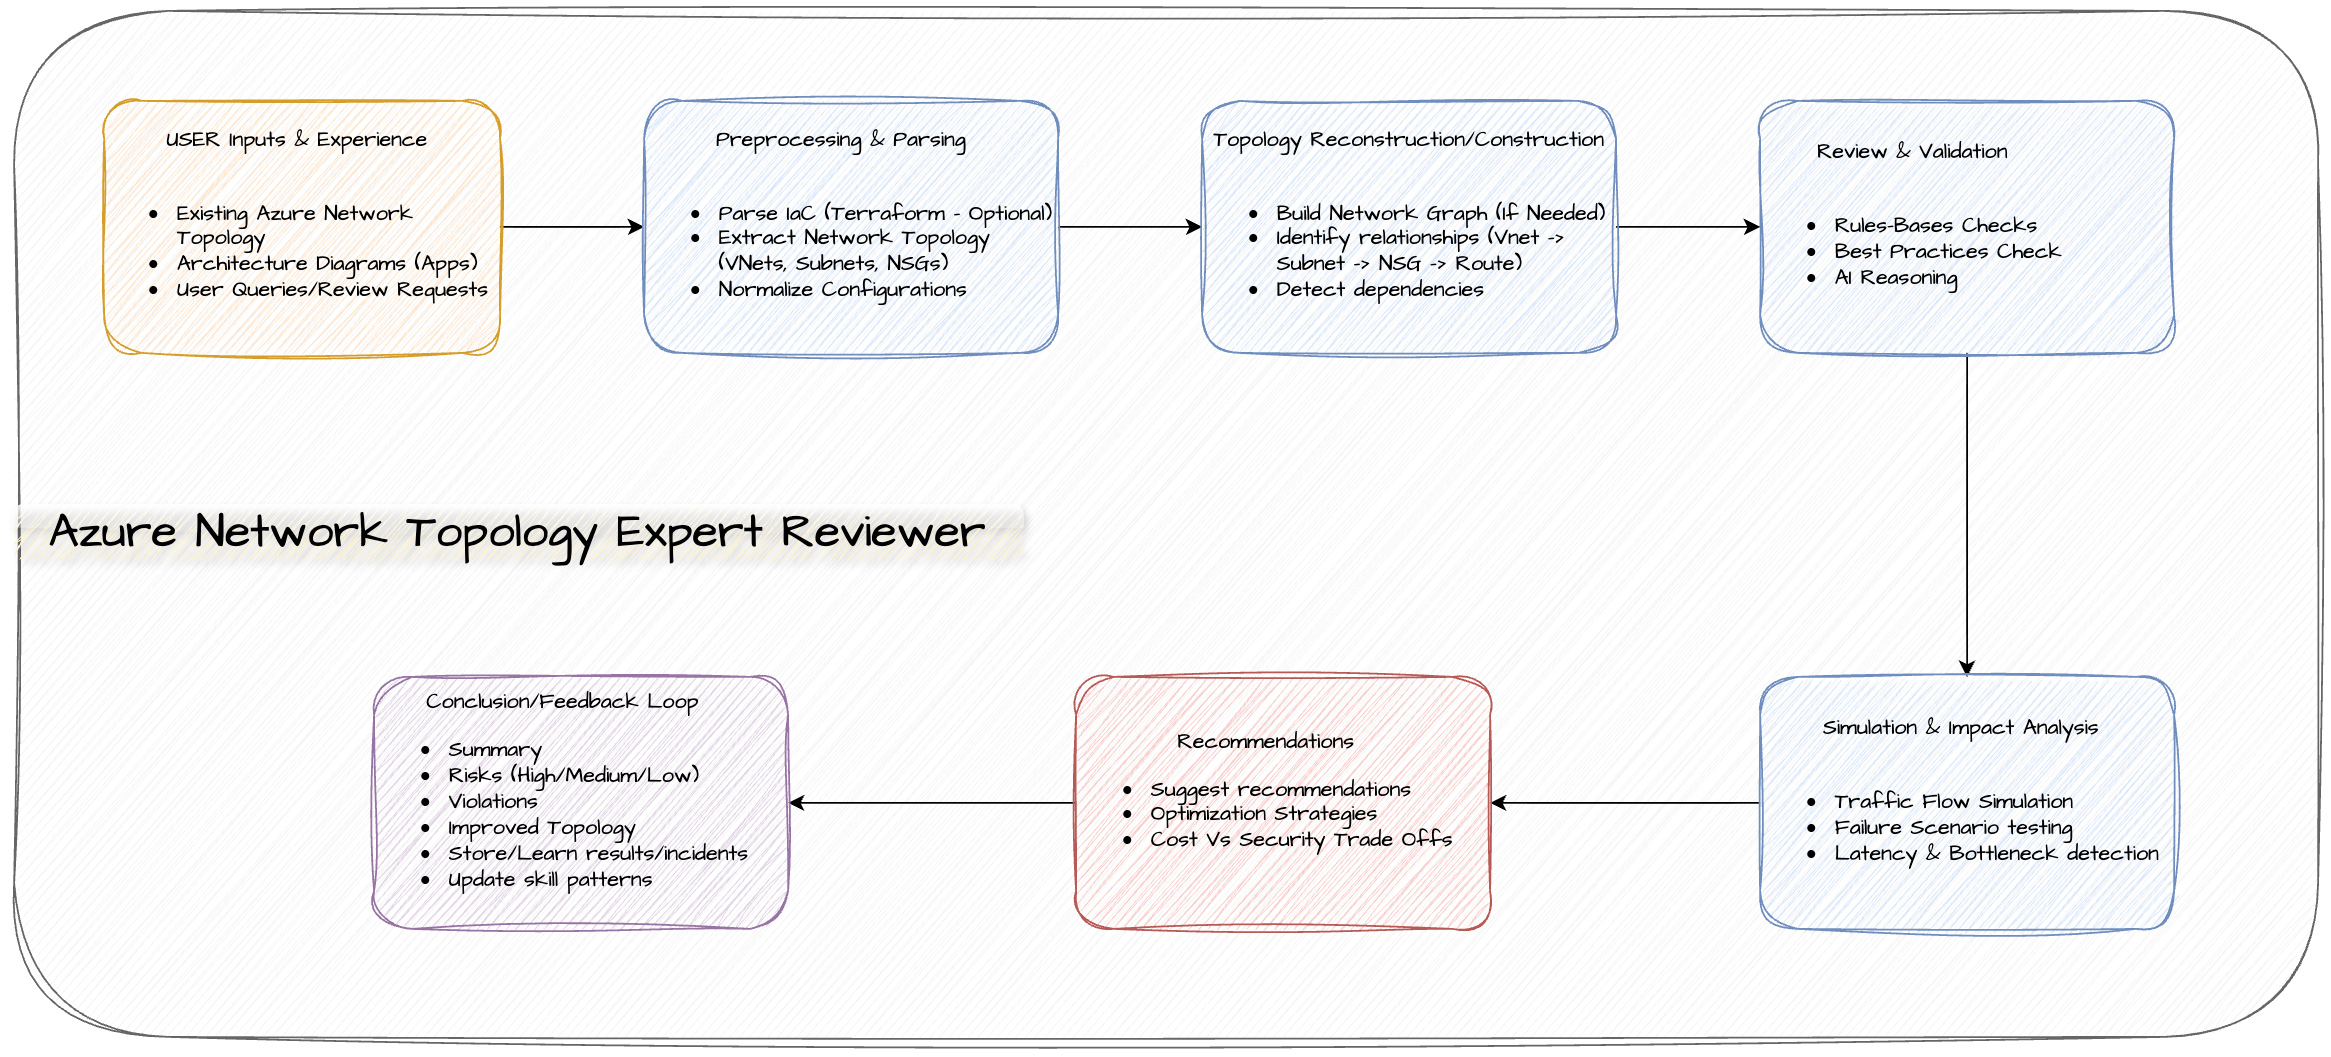 USER Inputs & Experience
• Existing Azure Network
Topology
• Architecture Diagrams (Apps)
• User Queries/Review Requests
Preprocessing & Parsing
• Parse IaC (Terraform - Optional)
• Extract Network Topology
(VNets, Subnets, NSGs)
• Normalize Configurations
Topology Reconstruction/Construction
• Build Network Graph (If Needed)
• Identify relationships (Vnet ->
Subnet -> NSG -> Route)
• Detect dependencies
Review & Validation
• Rules-Bases Checks
• Best Practices Check
• AI Reasoning
Azure Network Topology Expert Reviewer
Simulation & Impact Analysis
• Traffic Flow Simulation
• Failure Scenario testing
• Latency & Bottleneck detection
Recommendations
• Suggest recommendations
• Optimization Strategies
• Cost Vs Security Trade Offs
Conclusion/Feedback Loop
• Summary
• Risks (High/Medium/Low)
• Violations
• Improved Topology
• Store/Learn results/incidents
• Update skill patterns